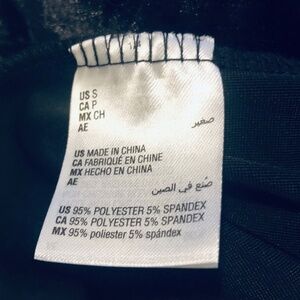 US S
CA P
MX CH
AE صغير
US MADE IN CHINA
CA FABRIQUÉ EN CHINE
MX HECHO EN CHINA
AE صنع في الصين
US 95% POLYESTER 5% SPANDEX
CA 95% POLYESTER 5% SPANDEX
MX 95% poliester 5% spándex